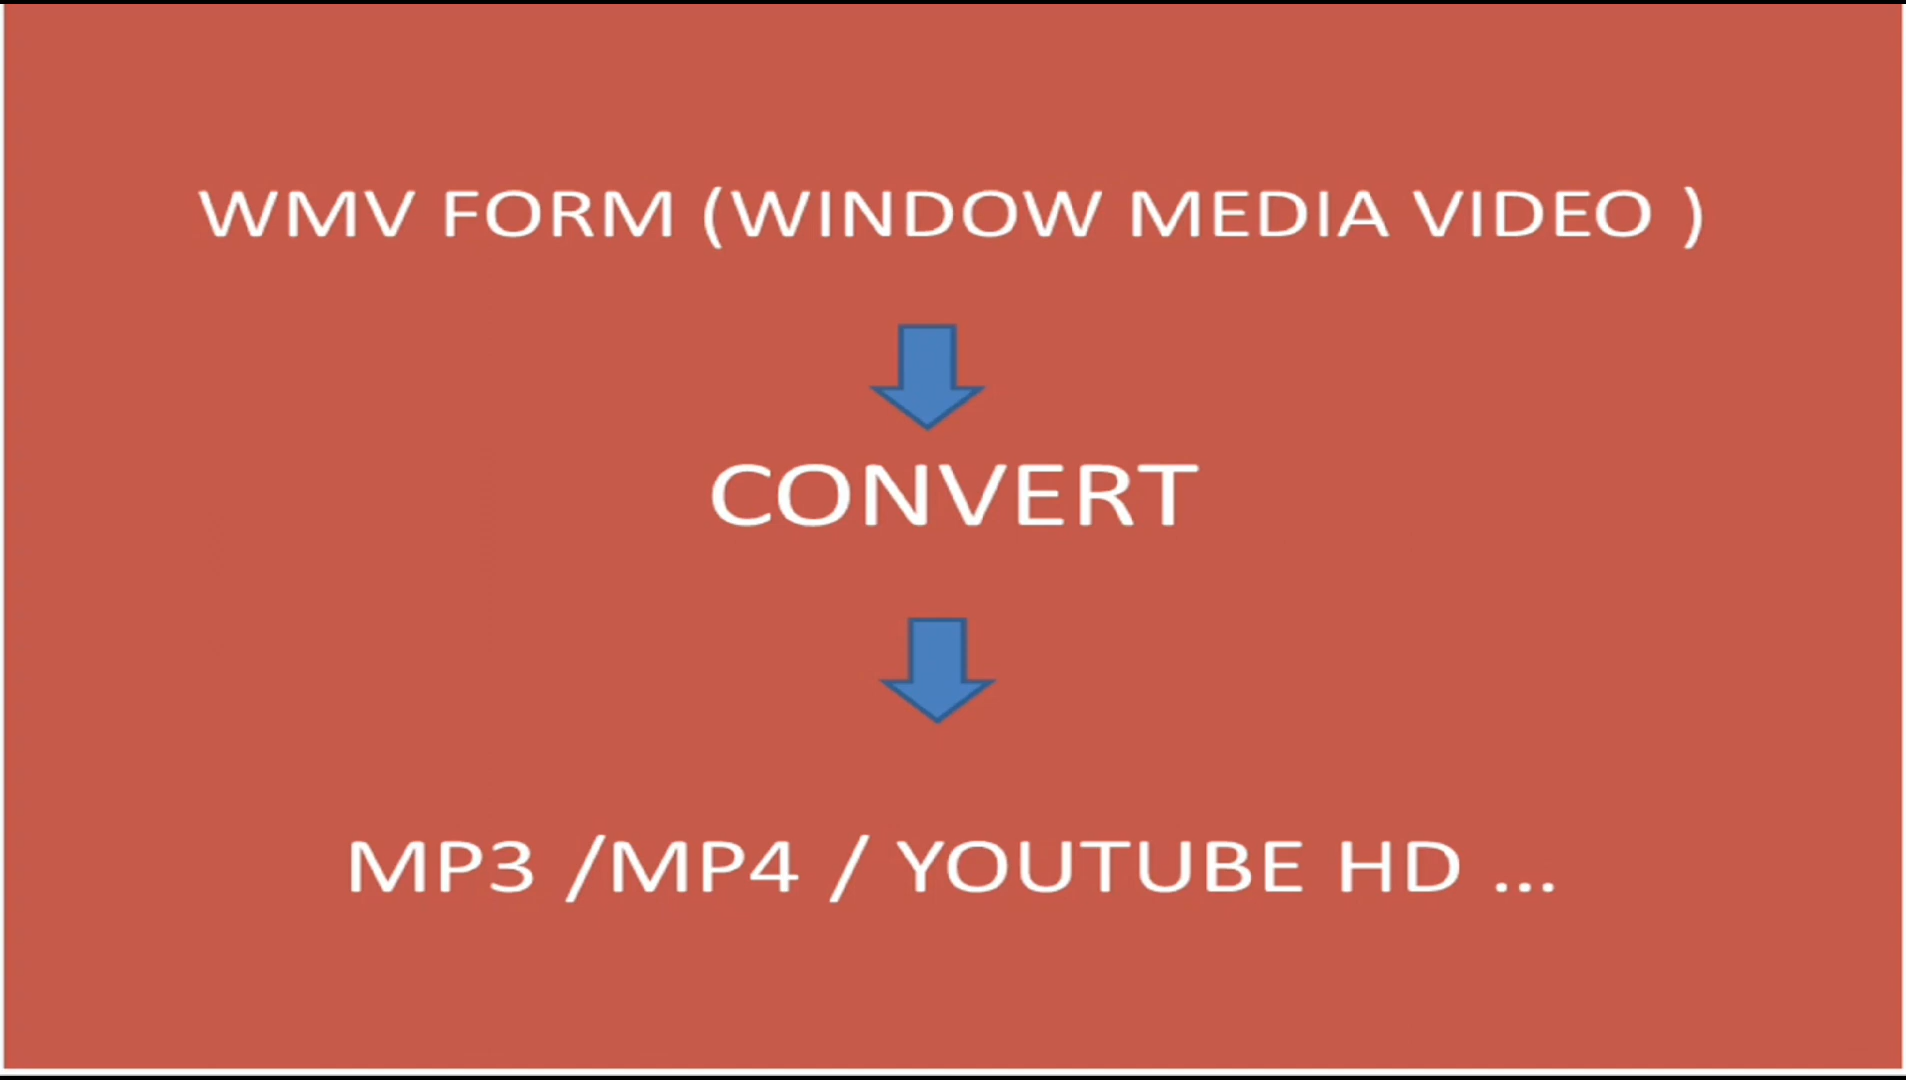 WMV FORM (WINDOW MEDIA VIDEO )
CONVERT
MP3 /MP4 / YOUTUBE HD ...